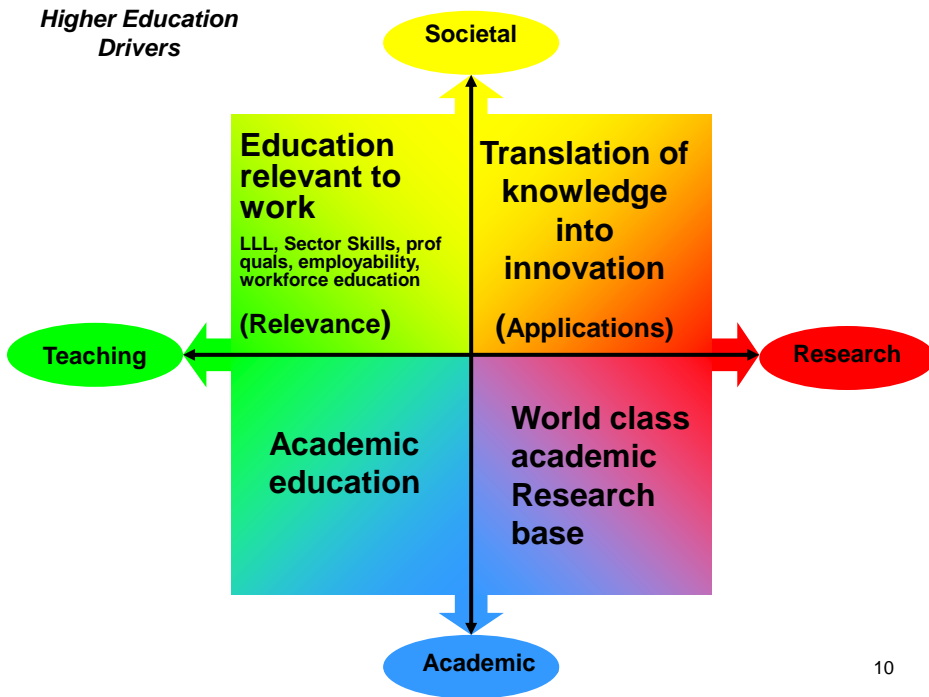 Higher Education
Drivers
Societal
Education
relevant to
work
LLL, Sector Skills, prof
quals, employability,
workforce education
(Relevance)
Translation of
knowledge
into
innovation
(Applications)
Teaching
Research
Academic
education
World class
academic
Research
base
Academic
10